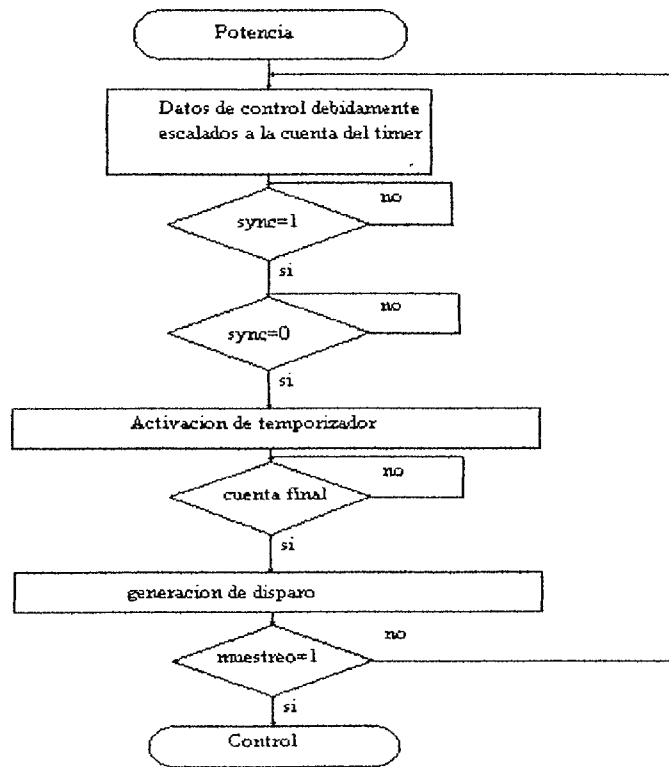 Potencia
Datos de control debidamente
escalados a la cuenta del timer
no
sync=1
si
no
sync=0
si
Activacion de temporizador
no
cuenta final
si
generacion de disparo
no
muestreo=1
si
Control